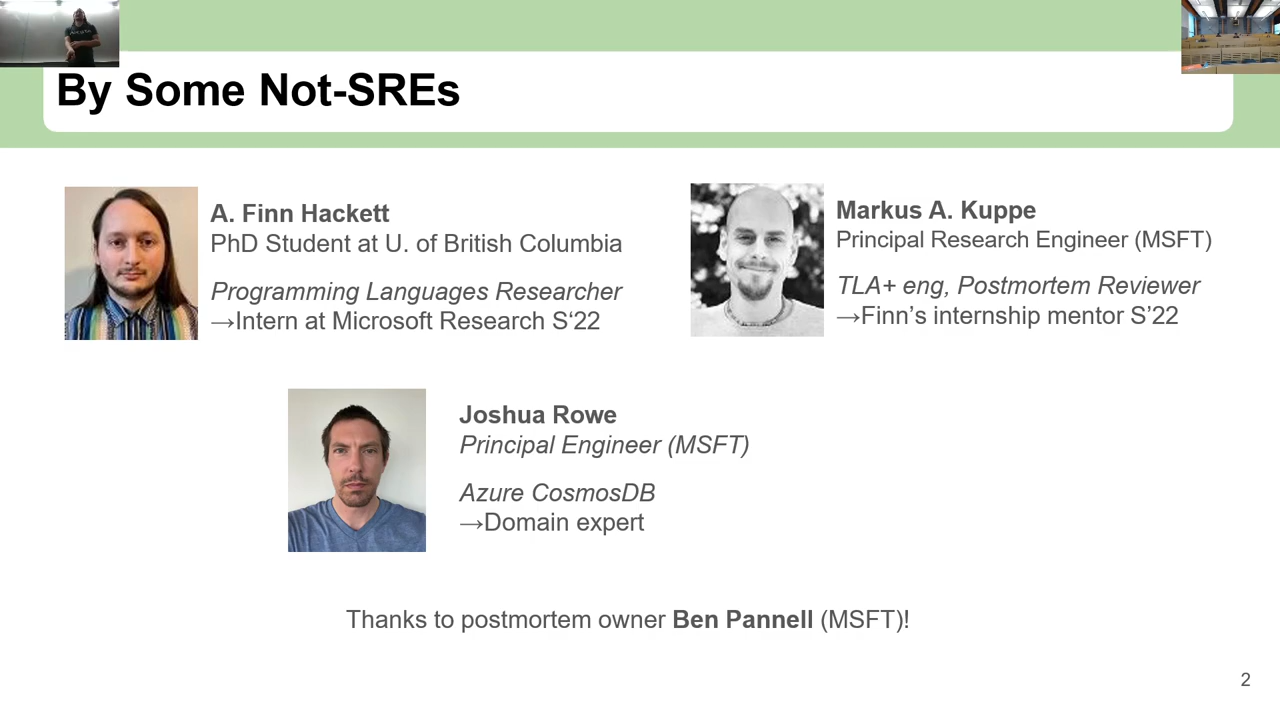 By Some Not-SREs
A. Finn Hackett
PhD Student at U. of British Columbia
Programming Languages Researcher
→Intern at Microsoft Research S‘22
Markus A. Kuppe
Principal Research Engineer (MSFT)
TLA+ eng, Postmortem Reviewer
→Finn’s internship mentor S’22
Joshua Rowe
Principal Engineer (MSFT)
Azure CosmosDB
→Domain expert
Thanks to postmortem owner Ben Pannell (MSFT)!
2